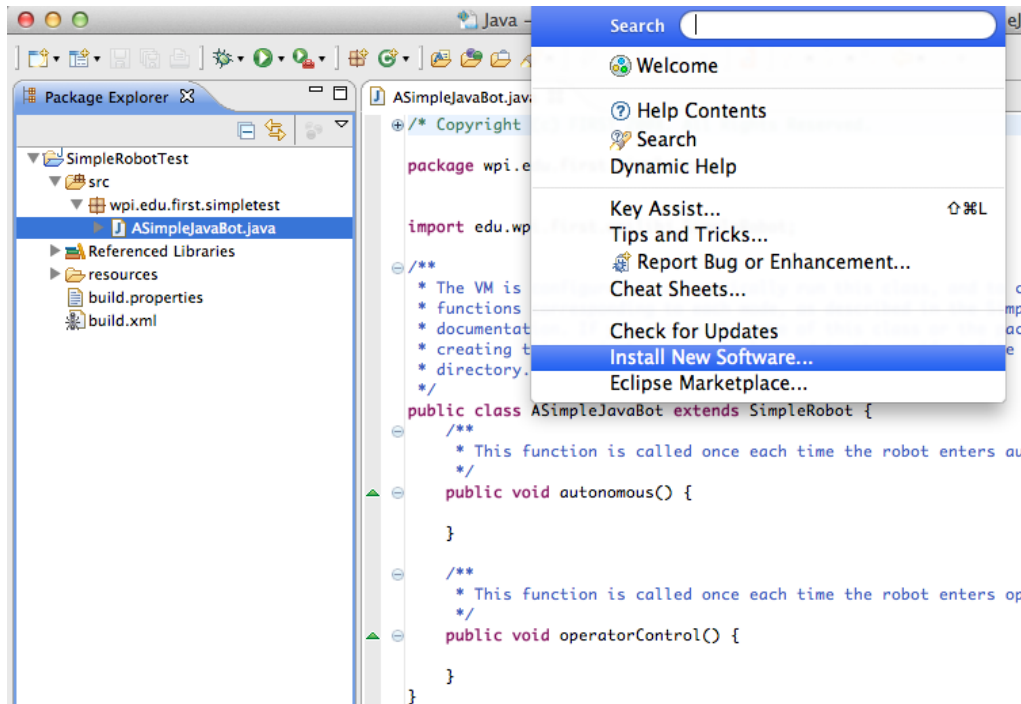 Java –
Search
Welcome
Help Contents
Search
Dynamic Help
Key Assist... ⇧⌘L
Tips and Tricks...
Report Bug or Enhancement...
Cheat Sheets...
Check for Updates
Install New Software...
Eclipse Marketplace...
Package Explorer
SimpleRobotTest
src
wpi.edu.first.simpletest
ASimpleJavaBot.java
Referenced Libraries
resources
build.properties
build.xml
ASimpleJavaBot.java
/* Copyright
package wpi.e
import edu.wp
/**
* The VM is
* functions
* documentat
* creating t
* directory.
*/
public class ASimpleJavaBot extends SimpleRobot {
/**
* This function is called once each time the robot enters au
*/
public void autonomous() {
}
/**
* This function is called once each time the robot enters op
*/
public void operatorControl() {
}
}